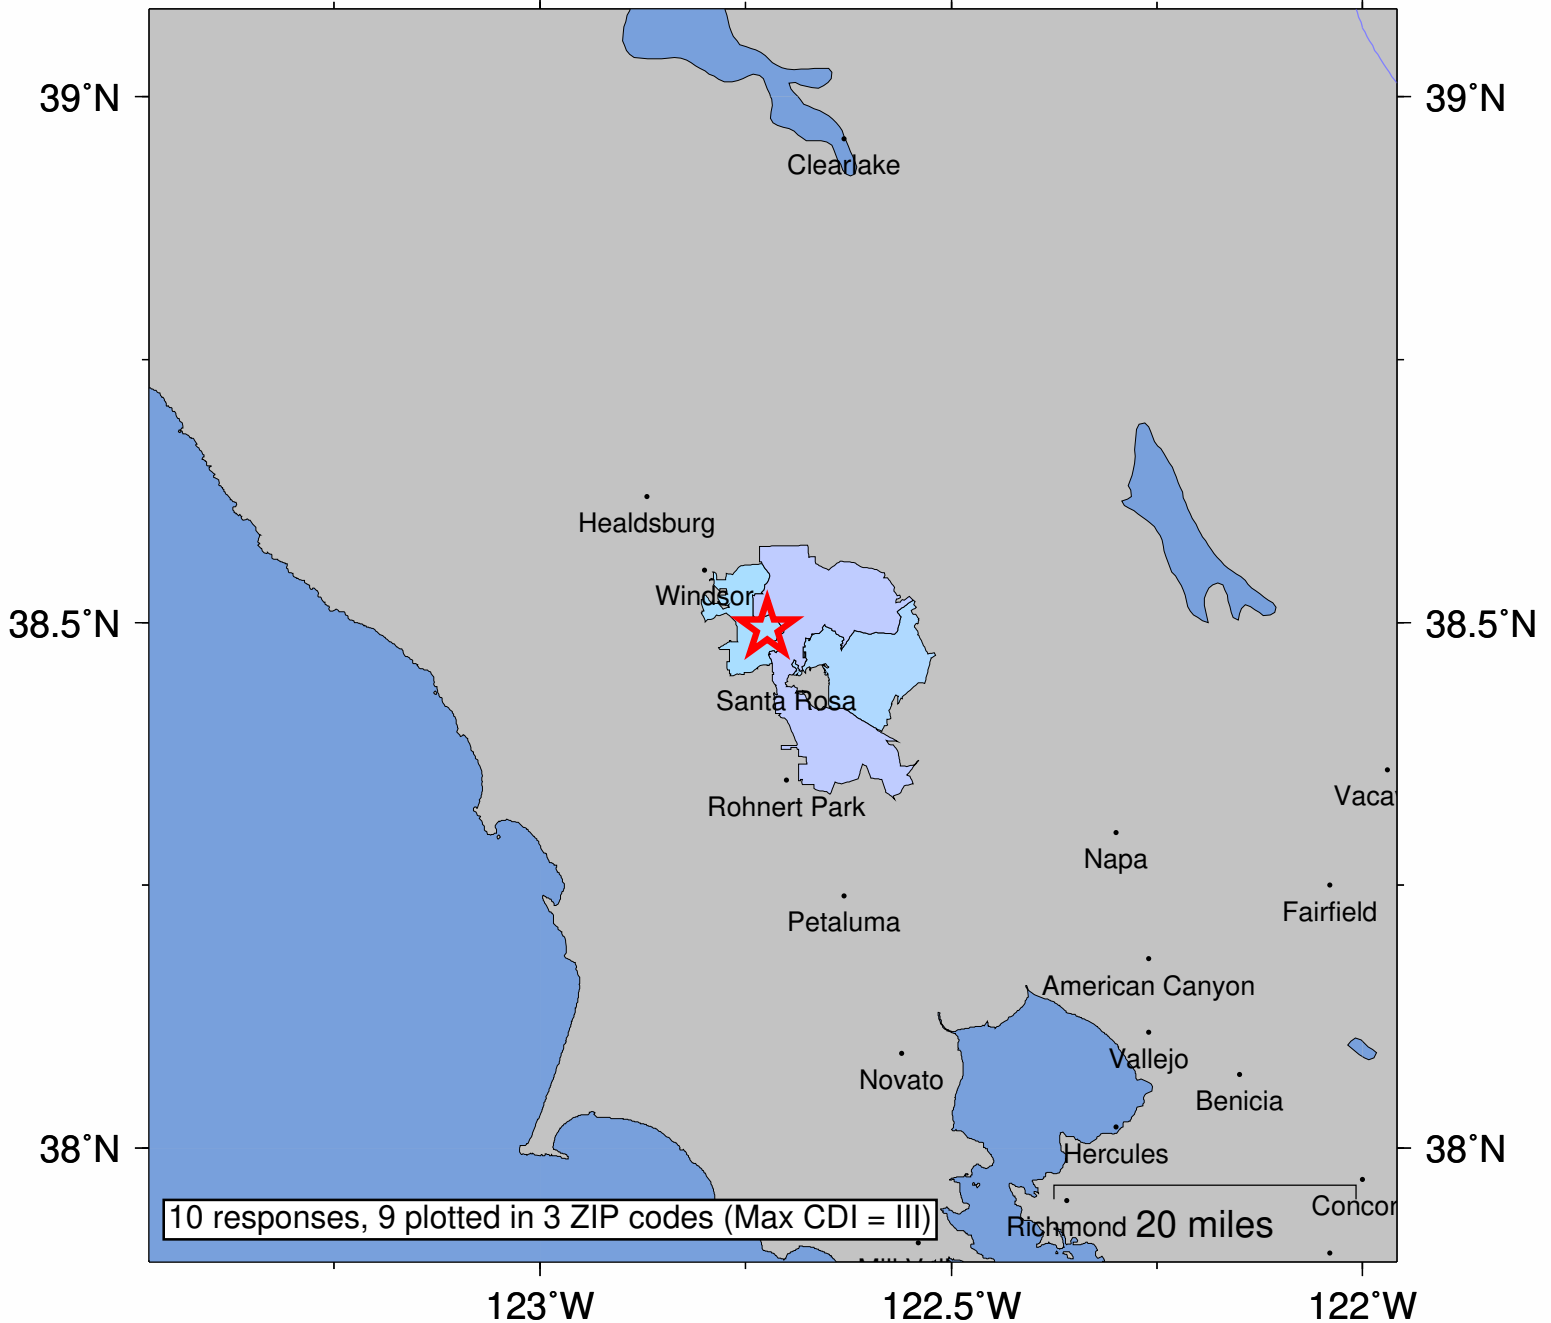 39˚N
39˚N
Clearlake
Healdsburg
Windsor
38.5˚N
38.5˚N
Santa Rosa
Rohnert Park
Vaca
Napa
Petaluma
Fairfield
American Canyon
Vallejo
Novato
Benicia
38˚N
38˚N
Hercules
Concor
10 responses, 9 plotted in 3 ZIP codes (Max CDI = III)
Richmond
20 miles
123˚W
122.5˚W
122˚W